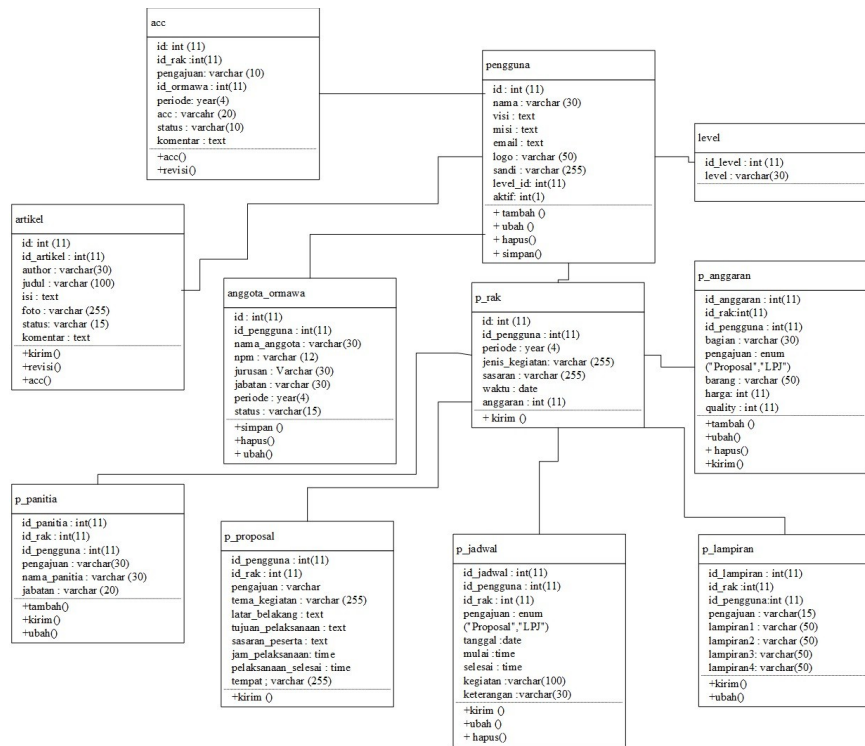 acc
id: int (11)
id_rak :int(11)
pengajuan: varchar (10)
id_ormawa : int(11)
periode: year(4)
acc : varcahr (20)
status : varchar(10)
komentar : text
+acc()
+revisi()
pengguna
id : int (11)
nama : varchar (30)
visi : text
misi : text
email : text
logo : varchar (50)
sandi : varchar (255)
level_id: int(11)
aktif: int(1)
+ tambah ()
+ ubah ()
+ hapus()
+ simpan()
level
id_level : int (11)
level : varchar(30)
artikel
id: int (11)
id_artikel : int(11)
author : varchar(30)
judul : varchar (100)
isi : text
foto : varchar (255)
status: varchar (15)
komentar : text
+kirim()
+revisi()
+acc()
anggota_ormawa
id : int(11)
id_pengguna : int(11)
nama_anggota : varchar(30)
npm : varchar (12)
jurusan : Varchar (30)
jabatan : varchar (30)
periode : year(4)
status : varchar(15)
+simpan ()
+hapus()
+ ubah()
p_rak
id: int (11)
id_pengguna : int(11)
periode : year (4)
jenis_kegiatan: varchar (255)
sasaran : varchar (255)
waktu : date
anggaran : int (11)
+ kirim ()
p_anggaran
id_anggaran : int(11)
id_rak:int(11)
id_pengguna : int(11)
bagian : varchar (30)
pengajuan : enum
("Proposal","LPJ")
barang : varchar (50)
harga: int (11)
quality : int (11)
+tambah ()
+ubah()
+ hapus()
+kirim()
p_panitia
id_panitia : int(11)
id_rak : int(11)
id_pengguna : int(11)
pengajuan : varchar(30)
nama_panitia : varchar (30)
jabatan : varchar (20)
+tambah()
+kirim()
+ubah()
p_proposal
id_pengguna : int(11)
id_rak : int (11)
pengajuan : varchar
tema_kegiatan : varchar (255)
latar_belakang : text
tujuan_pelaksanaan : text
sasaran_peserta : text
jam_pelaksanaan: time
pelaksanaan_selesai : time
tempat ; varchar (255)
+kirim ()
p_jadwal
id_jadwal : int(11)
id_pengguna : int(11)
id_rak : int (11)
pengajuan : enum
("Proposal","LPJ")
tanggal :date
mulai :time
selesai : time
kegiatan :varchar(100)
keterangan :varchar(30)
+kirim ()
+ubah ()
+ hapus()
p_lampiran
id_lampiran : int(11)
id_rak :int(11)
id_pengguna:int (11)
pengajuan : varchar(15)
lampiran1 : varchar (50)
lampiran2 : varchar (50)
lampiran3: varchar(50)
lampiran4: varchar(50)
+kirim()
+ubah()